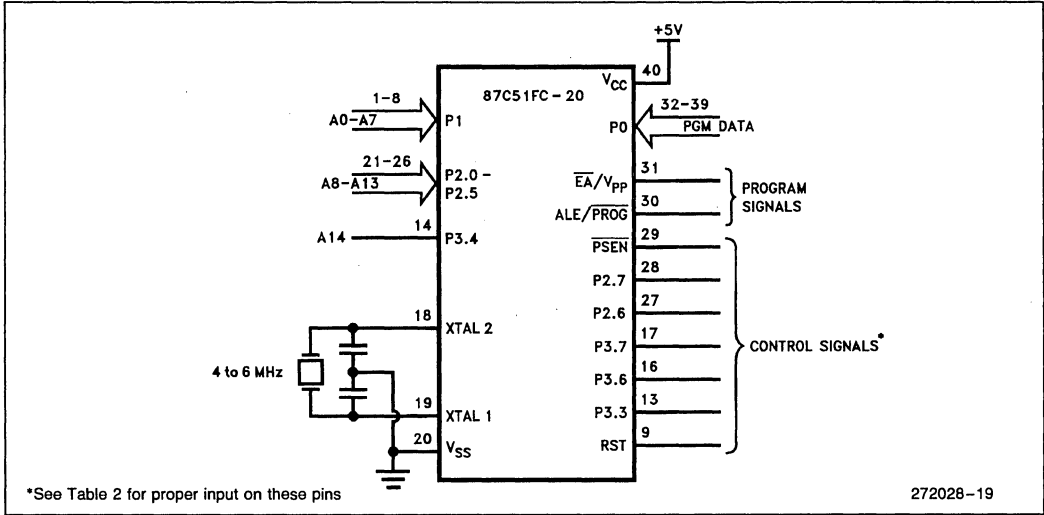 +5V
VCC
40
87C51FC-20
1-8
A0-A7
P1
32-39
P0
PGM DATA
21-26
A8-A13
P2.0-
P2.5
EA/VPP
31
ALE/PROG
30
PROGRAM
SIGNALS
14
A14
P3.4
PSEN
29
P2.7
28
P2.6
27
P3.7
17
P3.6
16
P3.3
13
RST
9
CONTROL SIGNALS*
18
XTAL 2
4 to 6 MHz
19
XTAL 1
20
VSS
*See Table 2 for proper input on these pins
272028-19